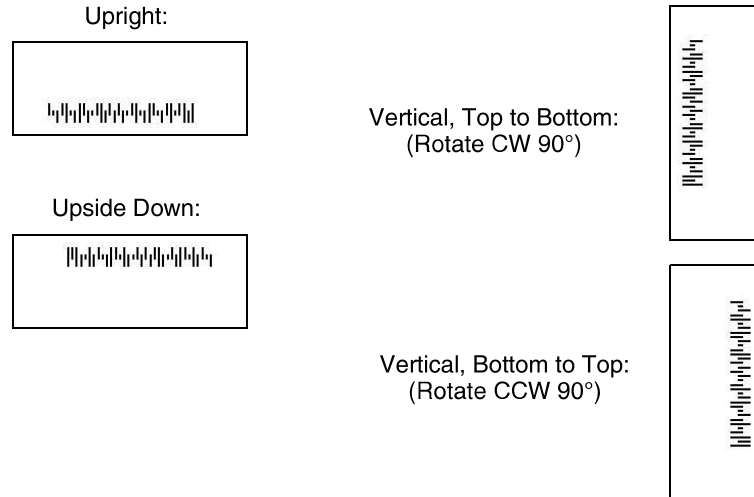 Upright:
Vertical, Top to Bottom:
(Rotate CW 90°)
Upside Down:
Vertical, Bottom to Top:
(Rotate CCW 90°)